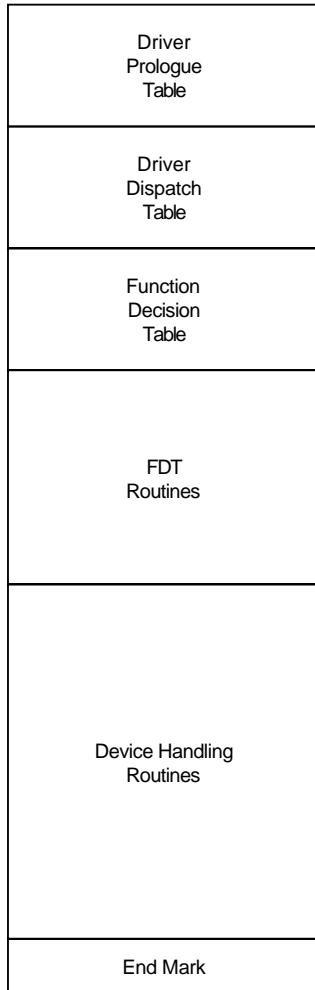 Driver
Prologue
Table
Driver
Dispatch
Table
Function
Decision
Table
FDT
Routines
Device Handling
Routines
End Mark